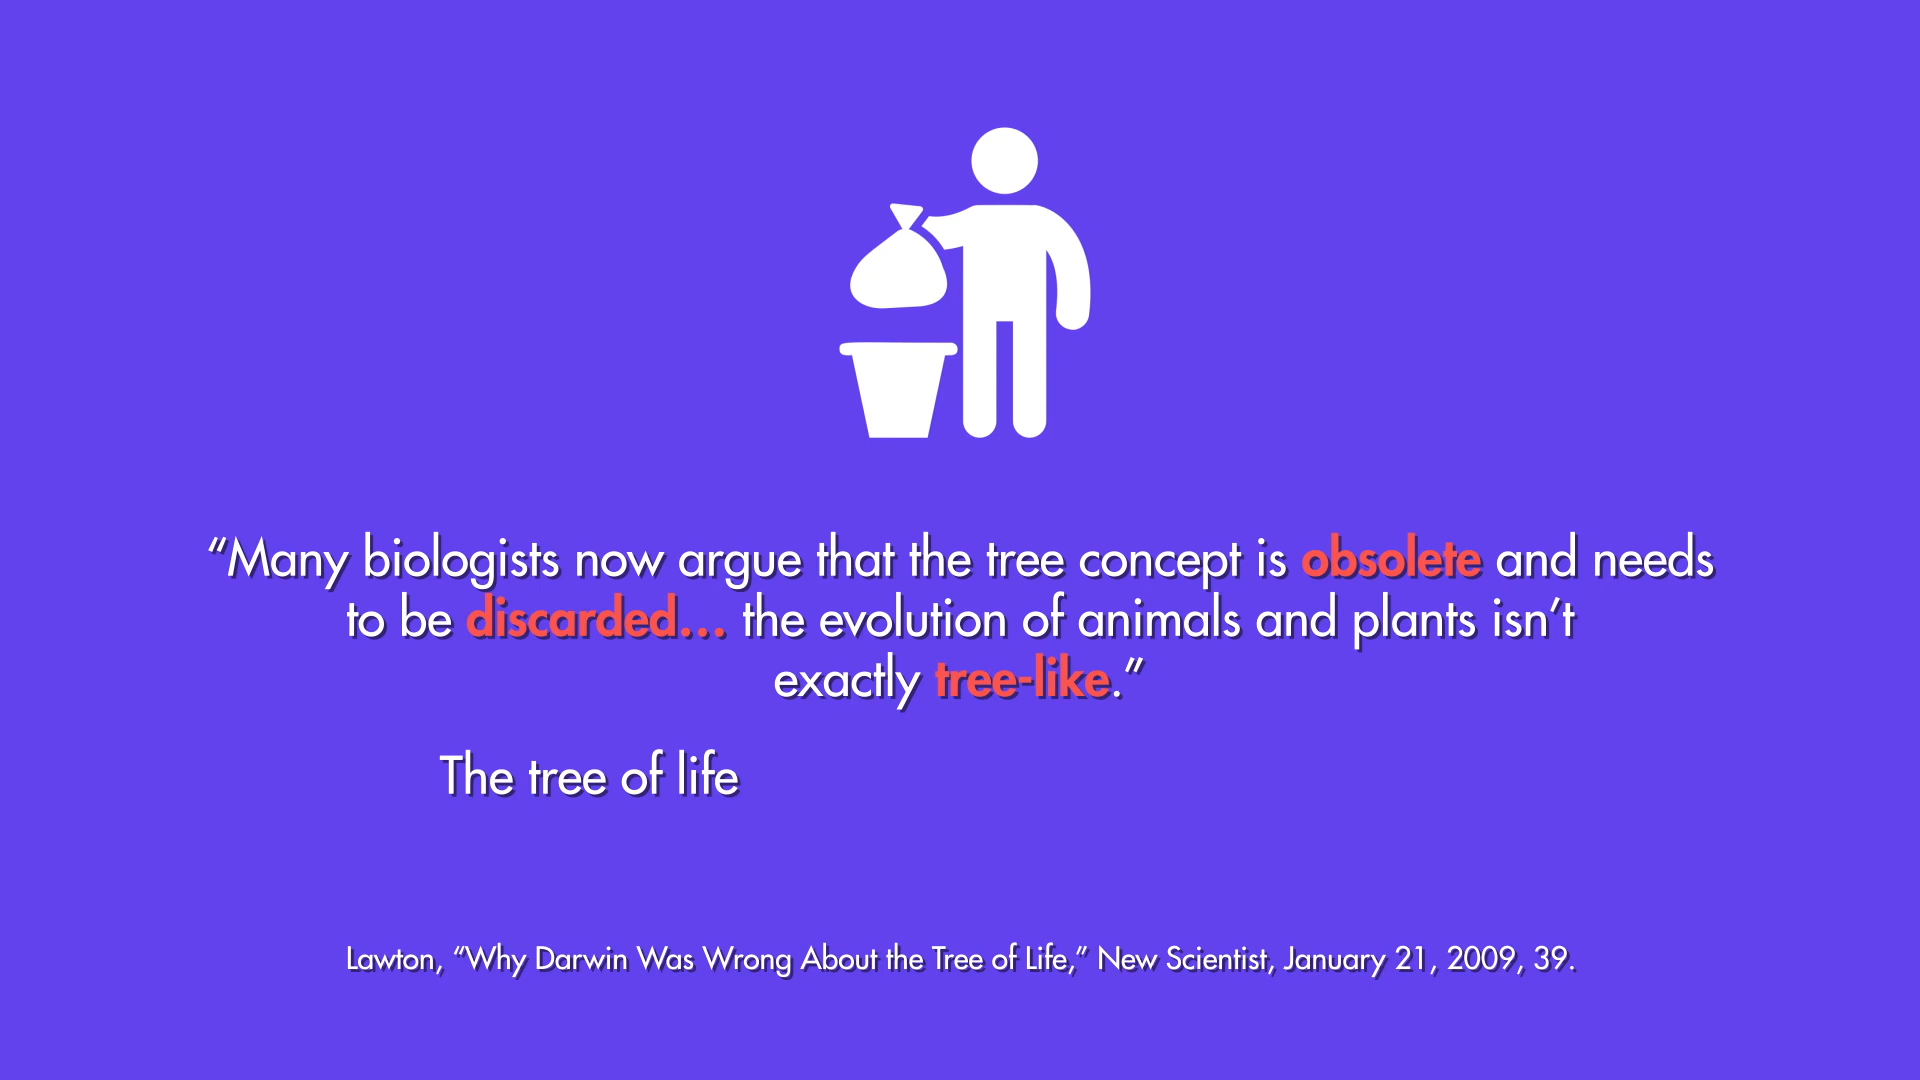 “Many biologists now argue that the tree concept is obsolete and needs
to be discarded… the evolution of animals and plants isn’t
exactly tree-like.”
The tree of life
Lawton, “Why Darwin Was Wrong About the Tree of Life,” New Scientist, January 21, 2009, 39.